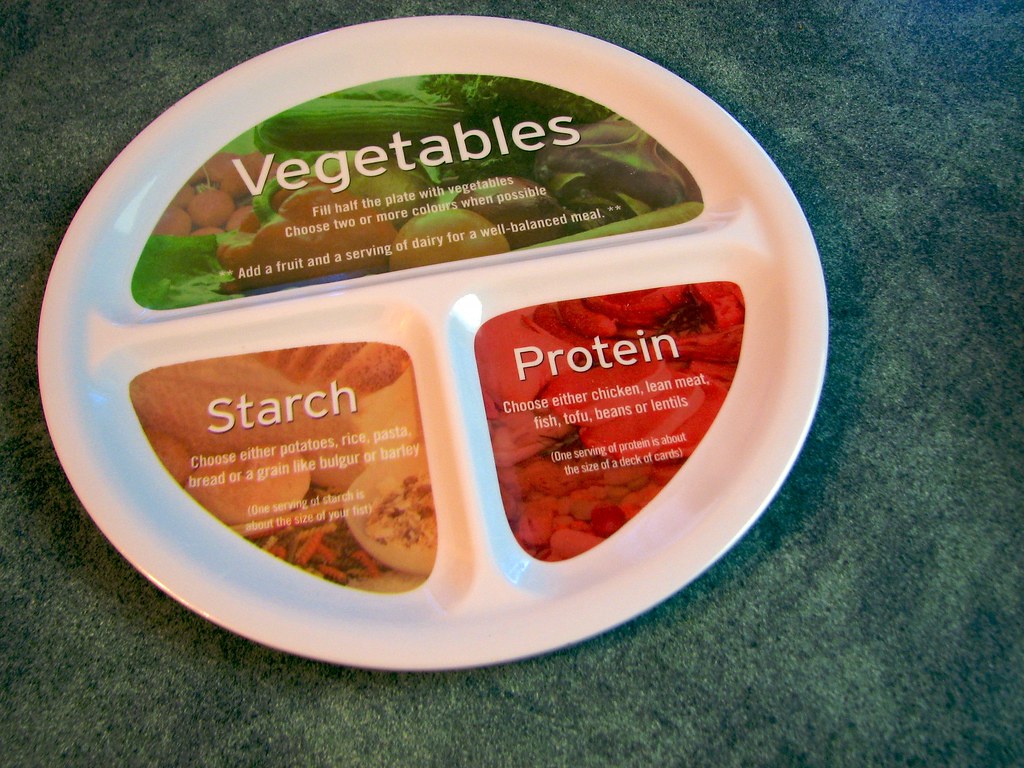 Vegetables
Fill half the plate with vegetables
Choose two or more colours when possible
** Add a fruit and a serving of dairy for a well-balanced meal. **
Starch
Choose either potatoes, rice, pasta,
bread or a grain like bulgur or barley
(One serving of starch is
about the size of your fist)
Protein
Choose either chicken, lean meat,
fish, tofu, beans or lentils
(One serving of protein is about
the size of a deck of cards)